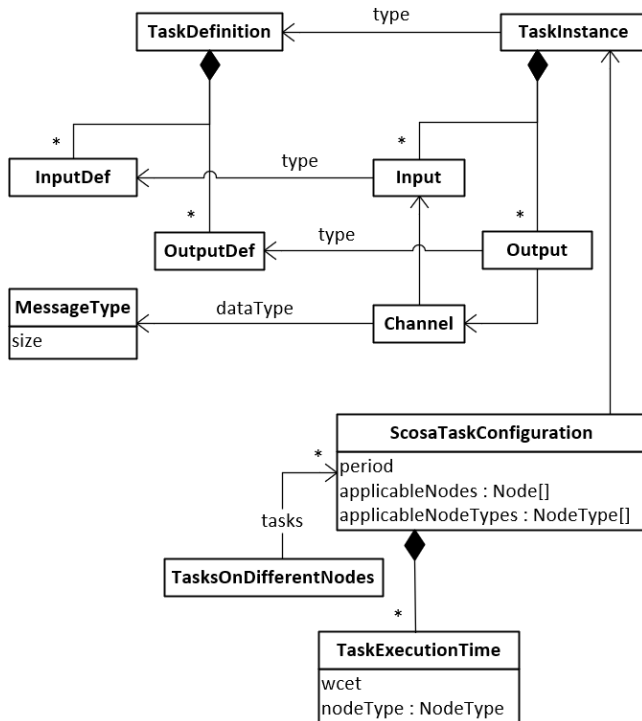 type
TaskDefinition
TaskInstance
*
*
type
InputDef
Input
*
*
type
OutputDef
Output
MessageType
dataType
size
Channel
ScosaTaskConfiguration
*
period
applicableNodes : Node[]
applicableNodeTypes : NodeType[]
tasks
TasksOnDifferentNodes
*
TaskExecutionTime
wcet
nodeType : NodeType